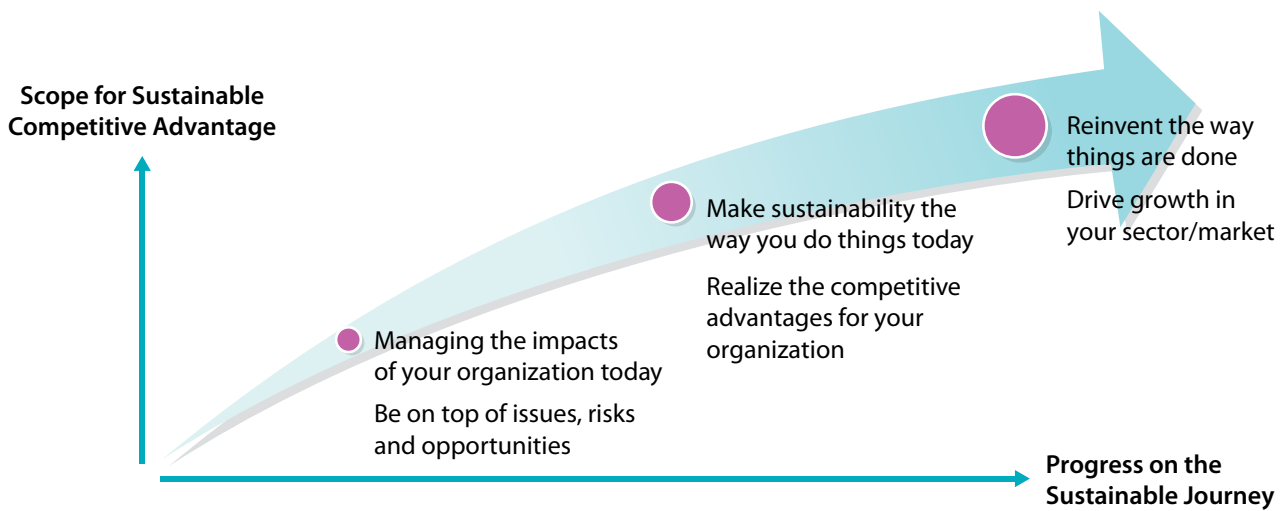 Scope for Sustainable
Competitive Advantage
Reinvent the way
things are done
Drive growth in
your sector/market
Make sustainability the
way you do things today
Realize the competitive
advantages for your
organization
Managing the impacts
of your organization today
Be on top of issues, risks
and opportunities
Progress on the
Sustainable Journey